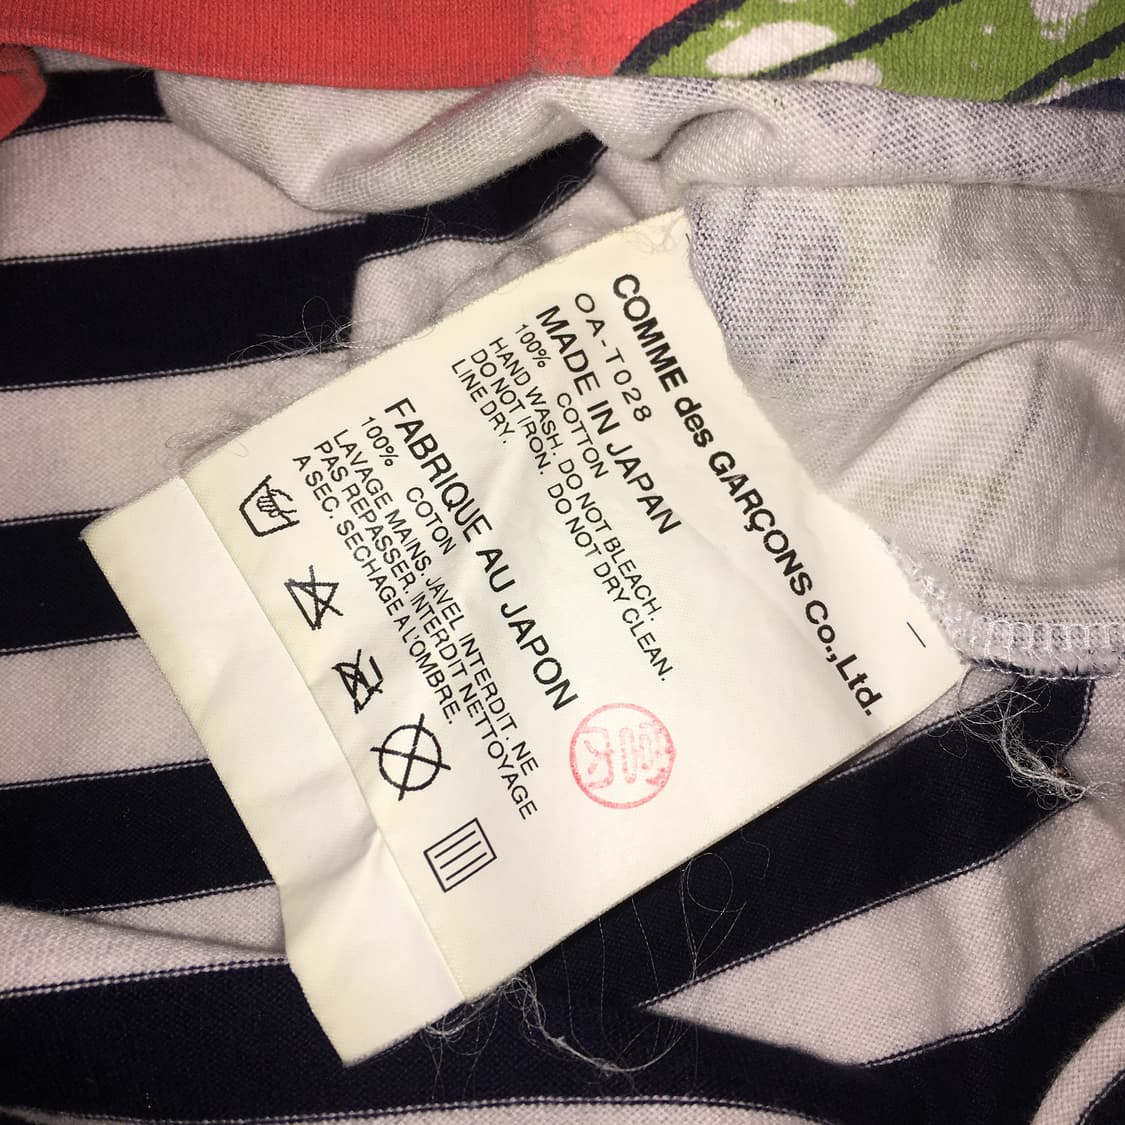 COMME des GARÇONS Co., Ltd.
OA-T028
MADE IN JAPAN
100% COTTON
HAND WASH. DO NOT BLEACH.
DO NOT IRON. DO NOT DRY CLEAN.
LINE DRY.
FABRIQUE AU JAPON
100% COTON
LAVAGE MAINS. JAVEL INTERDIT. NE
PAS REPASSER. INTERDIT NETTOYAGE
A SEC. SECHAGE A L'OMBRE.